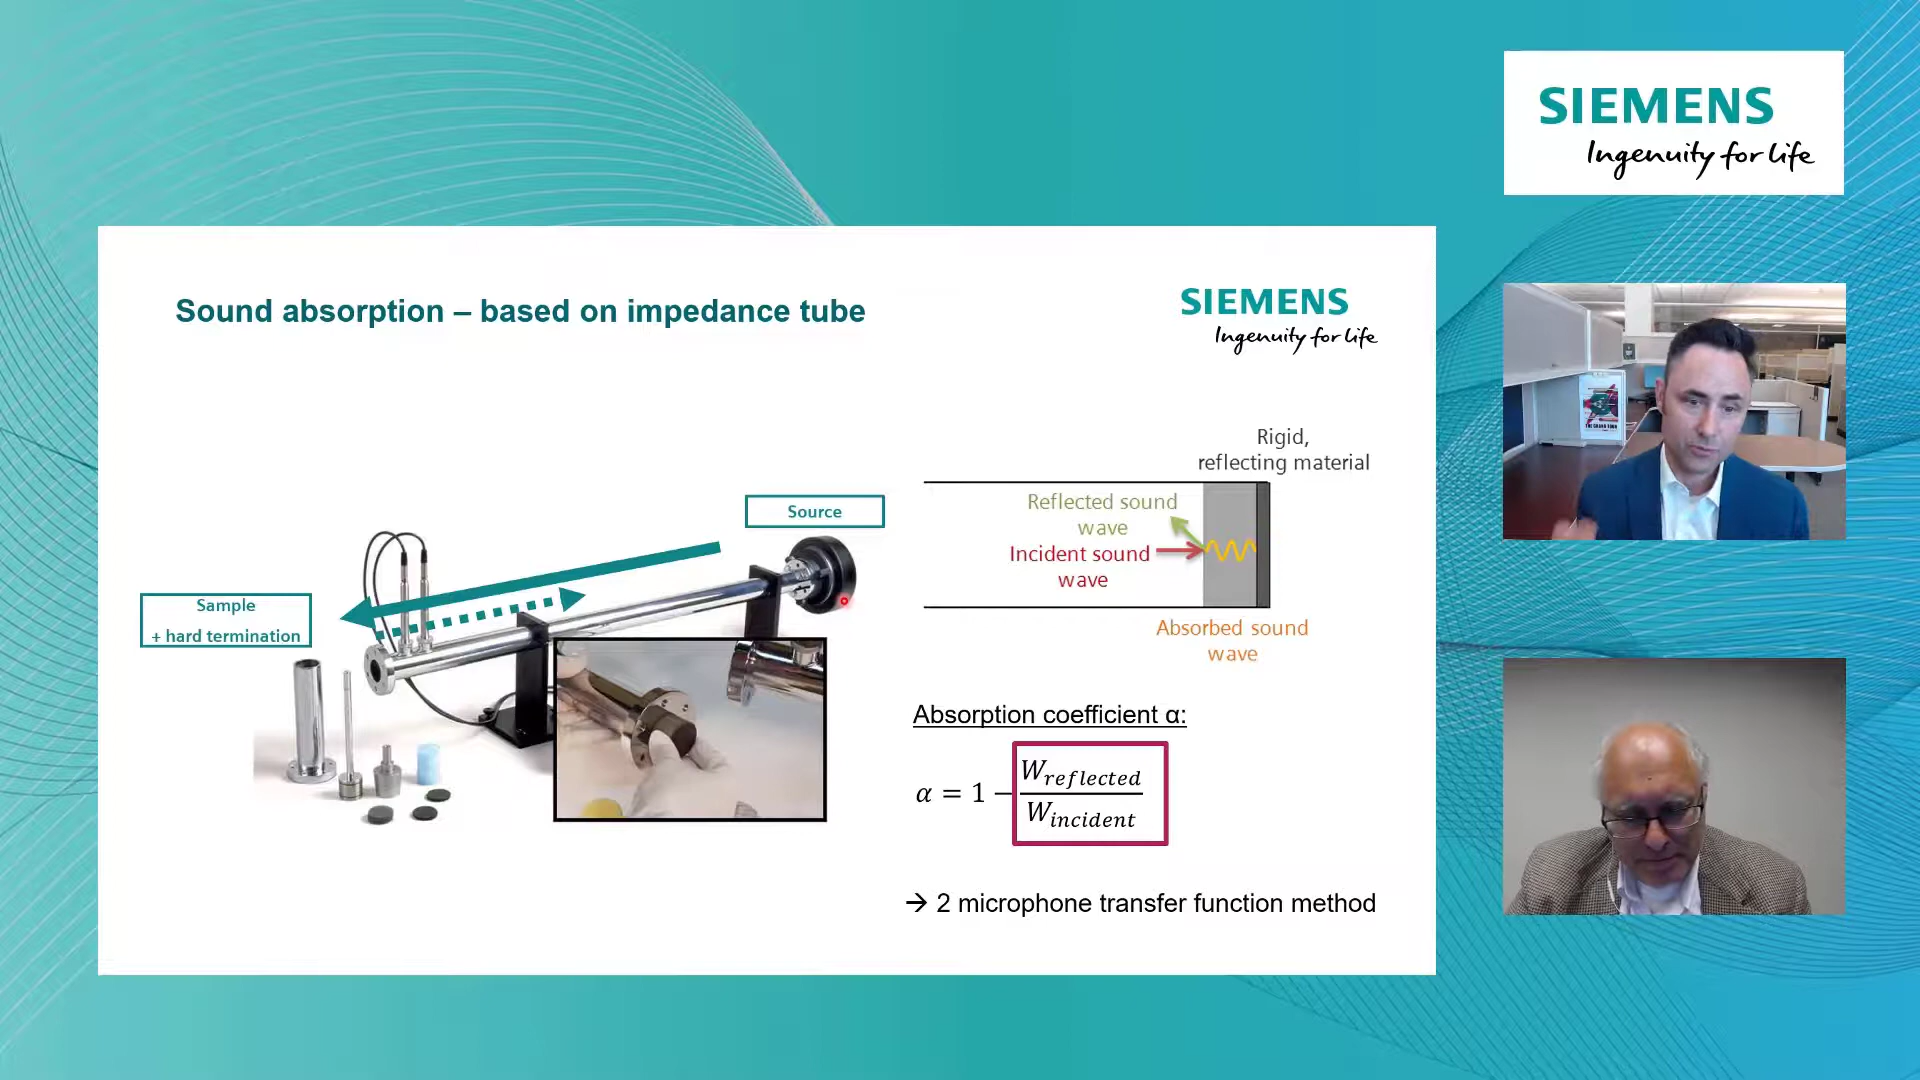 SIEMENS
Ingenuity for life
Sound absorption – based on impedance tube
SIEMENS
Ingenuity for life
Source
Sample
+ hard termination
Rigid,
reflecting material
Reflected sound
wave
Incident sound
wave
Absorbed sound
wave
Absorption coefficient α:
α = 1 − W_reflected / W_incident
→ 2 microphone transfer function method